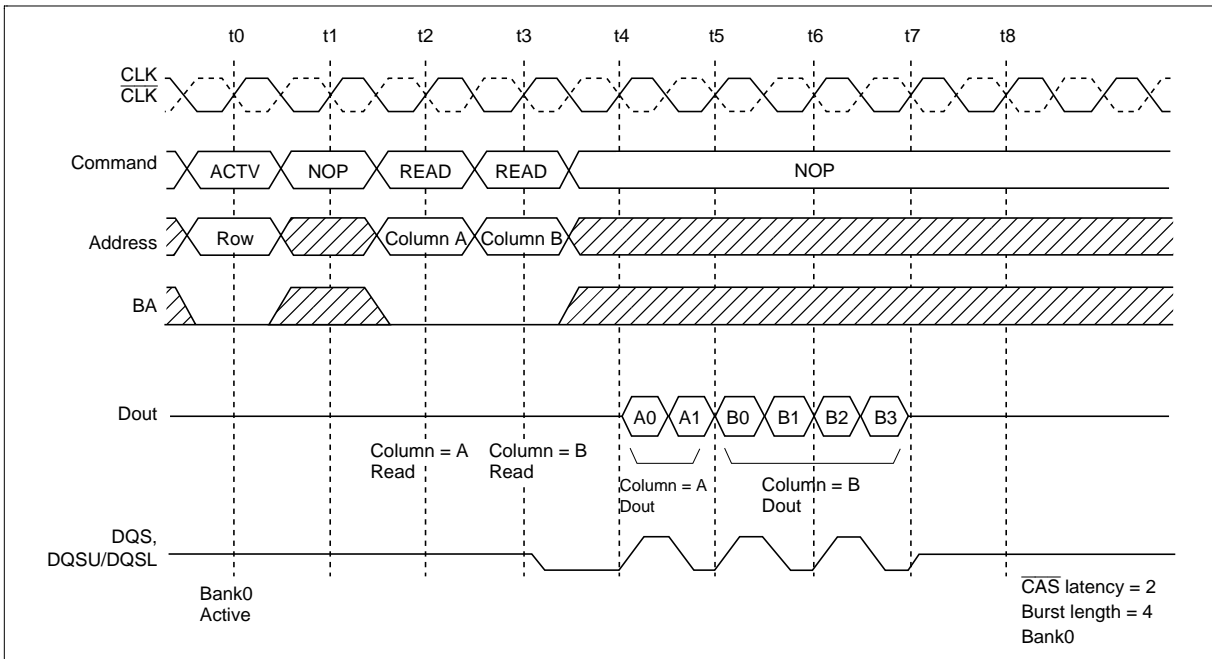 t0 t1 t2 t3 t4 t5 t6 t7 t8
CLK
CLK
Command ACTV NOP READ READ NOP
Address Row Column A Column B
BA
Dout A0 A1 B0 B1 B2 B3
Column = A
Read
Column = B
Read
Column = A
Dout
Column = B
Dout
DQS,
DQSU/DQSL
Bank0
Active
CAS latency = 2
Burst length = 4
Bank0